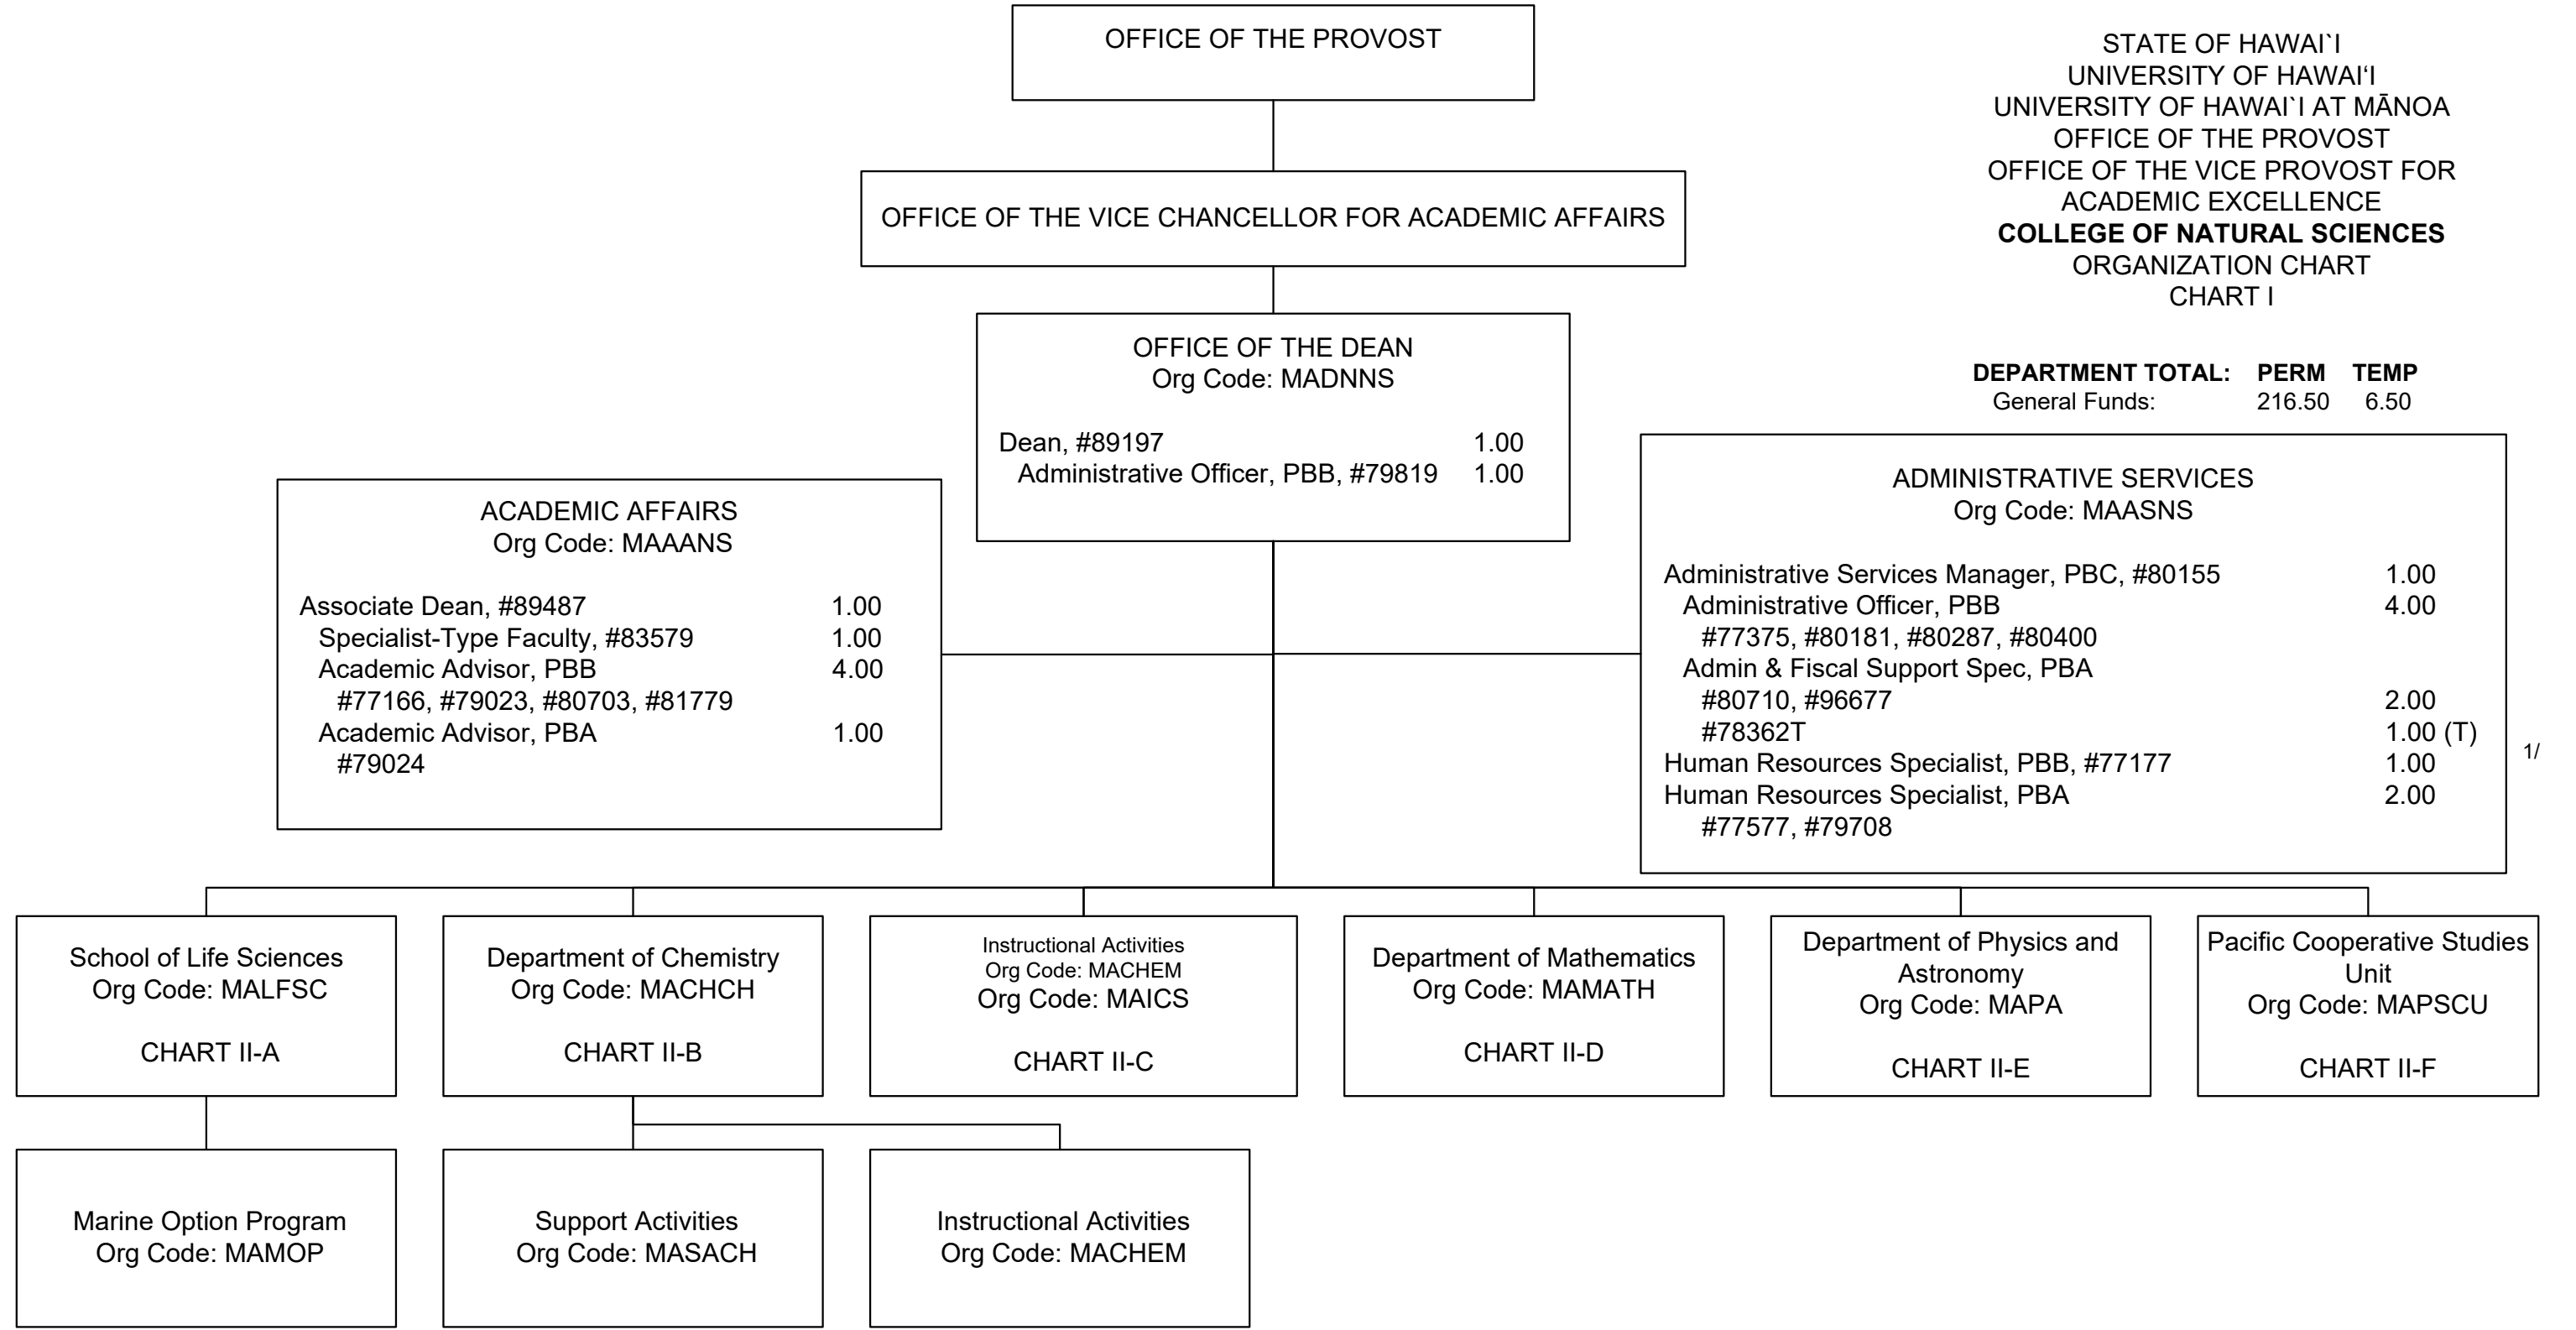 OFFICE OF THE PROVOST
STATE OF HAWAI`I
UNIVERSITY OF HAWAI‘I
UNIVERSITY OF HAWAI`I AT MĀNOA
OFFICE OF THE PROVOST
OFFICE OF THE VICE PROVOST FOR
ACADEMIC EXCELLENCE
COLLEGE OF NATURAL SCIENCES
ORGANIZATION CHART
CHART I
OFFICE OF THE VICE CHANCELLOR FOR ACADEMIC AFFAIRS
DEPARTMENT TOTAL: PERM TEMP
General Funds: 216.50 6.50
OFFICE OF THE DEAN
Org Code: MADNNS
Dean, #89197 1.00
Administrative Officer, PBB, #79819 1.00
ACADEMIC AFFAIRS
Org Code: MAAANS
Associate Dean, #89487 1.00
Specialist-Type Faculty, #83579 1.00
Academic Advisor, PBB 4.00
#77166, #79023, #80703, #81779
Academic Advisor, PBA 1.00
#79024
ADMINISTRATIVE SERVICES
Org Code: MAASNS
Administrative Services Manager, PBC, #80155 1.00
Administrative Officer, PBB 4.00
#77375, #80181, #80287, #80400
Admin & Fiscal Support Spec, PBA
#80710, #96677 2.00
#78362T 1.00 (T)
1/
Human Resources Specialist, PBB, #77177 1.00
Human Resources Specialist, PBA 2.00
#77577, #79708
School of Life Sciences
Org Code: MALFSC
CHART II-A
Department of Chemistry
Org Code: MACHCH
CHART II-B
Instructional Activities
Org Code: MACHEM
Org Code: MAICS
CHART II-C
Department of Mathematics
Org Code: MAMATH
CHART II-D
Department of Physics and
Astronomy
Org Code: MAPA
CHART II-E
Pacific Cooperative Studies
Unit
Org Code: MAPSCU
CHART II-F
Marine Option Program
Org Code: MAMOP
Support Activities
Org Code: MASACH
Instructional Activities
Org Code: MACHEM